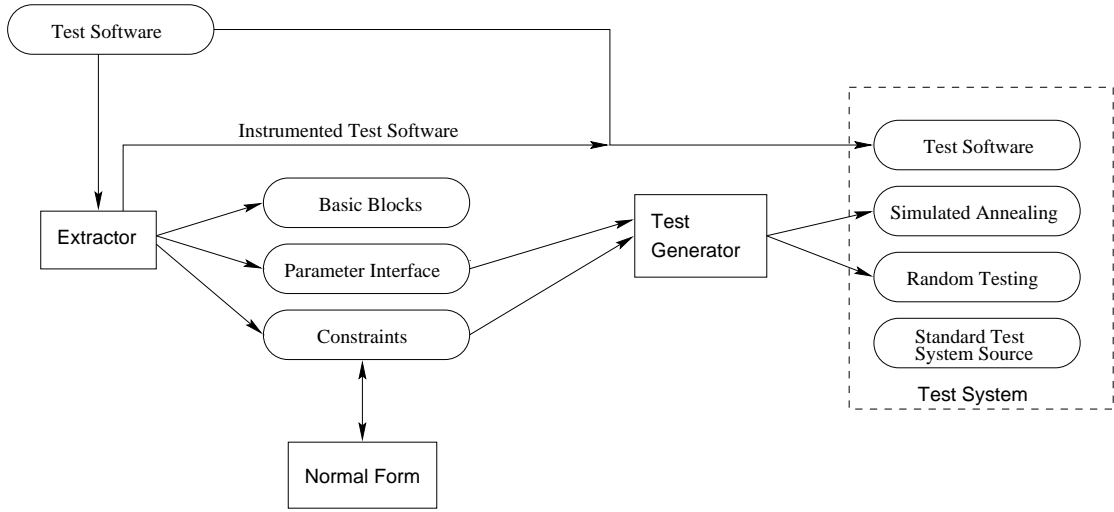 Test Software
Instrumented Test Software
Test Software
Basic Blocks
Simulated Annealing
Extractor
Test
Generator
Parameter Interface
Random Testing
Constraints
Standard Test
System Source
Test System
Normal Form